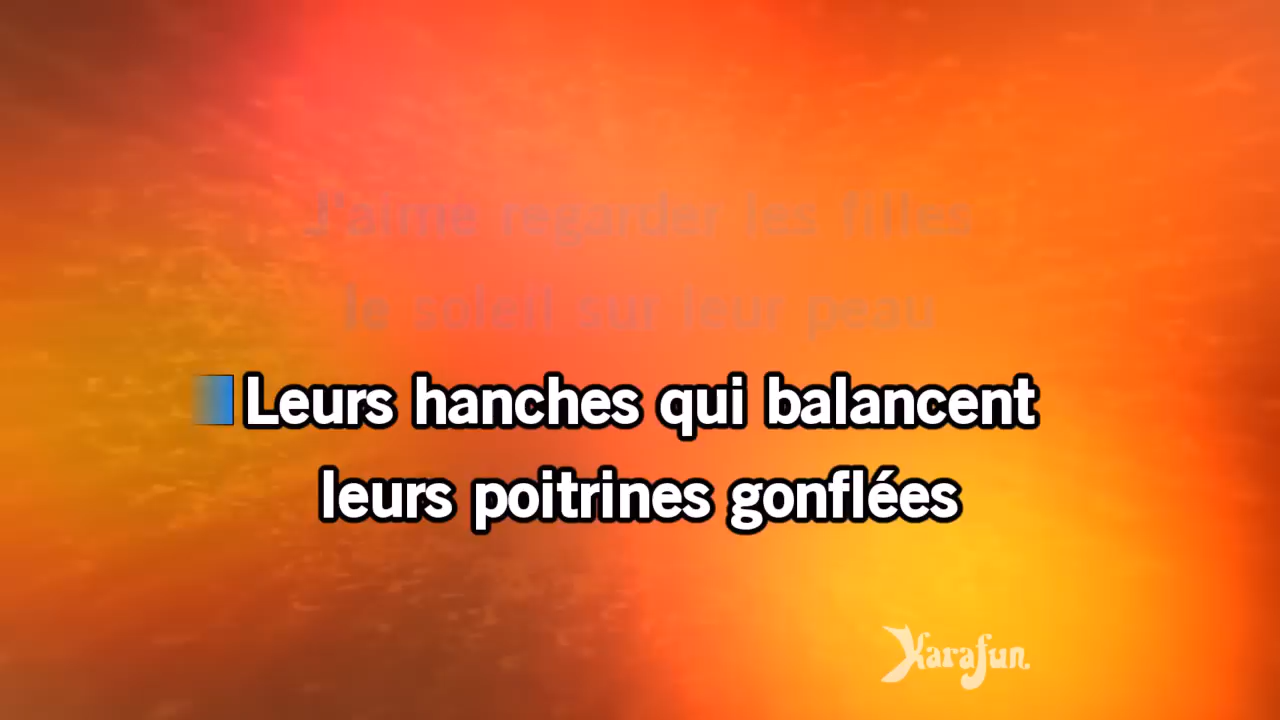 J'aime regarder les filles
le soleil sur leur peau
Leurs hanches qui balancent
leurs poitrines gonflées
Karafun